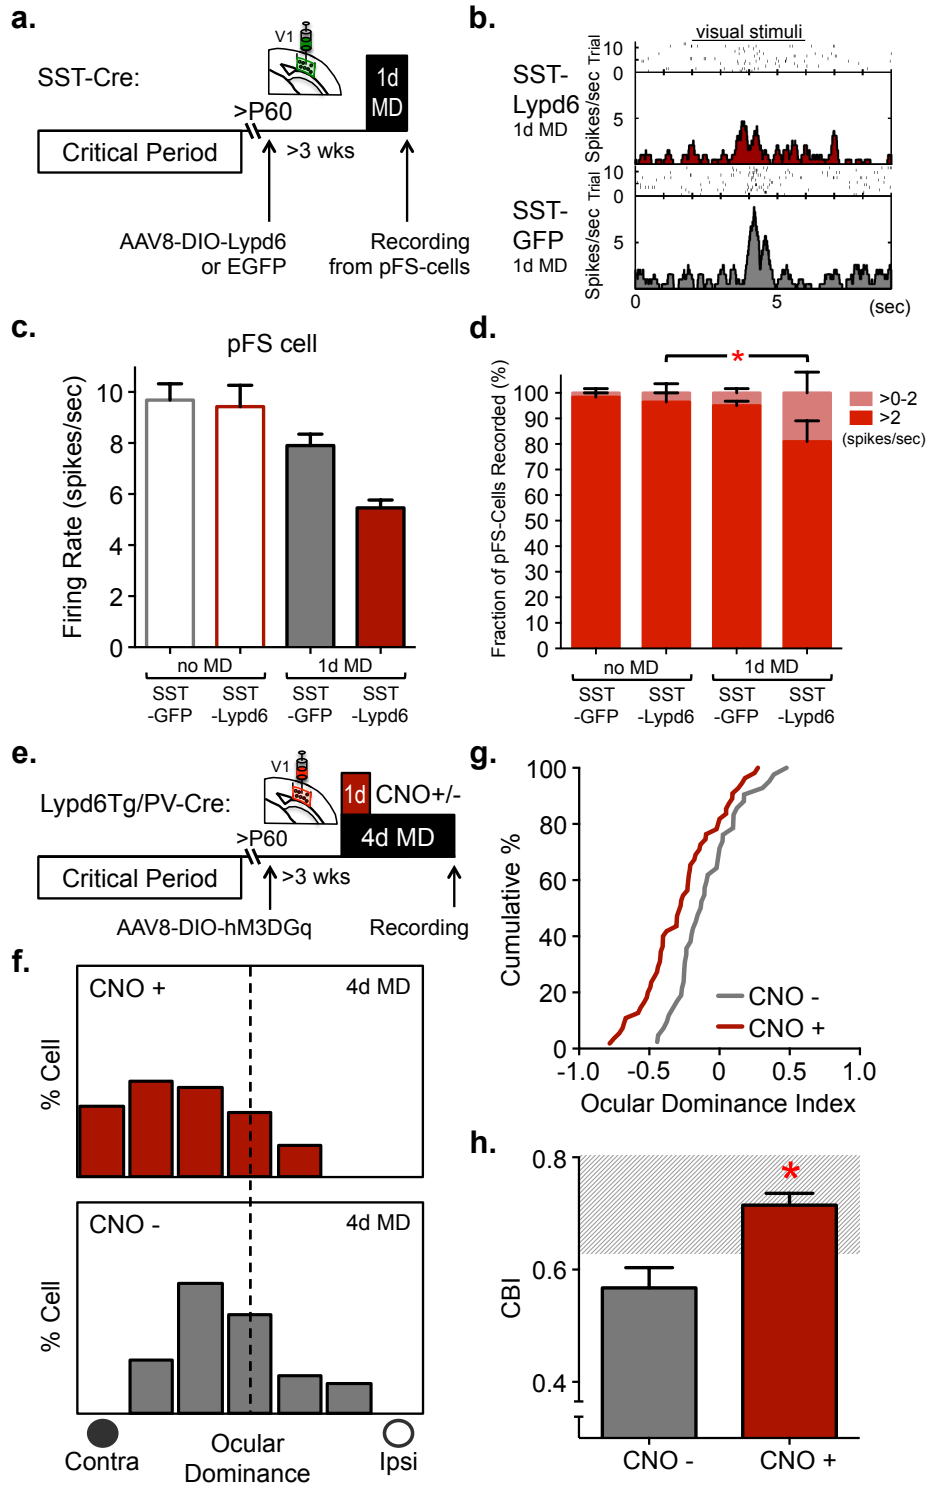 a.
V1
SST-Cre:
1d
MD
>P60
Critical Period
>3 wks
AAV8-DIO-Lypd6
or EGFP
Recording
from pFS-cells
b.
visual stimuli
SST-
Lypd6
1d MD
Trial
10
0
Spikes/sec
5
SST-
GFP
1d MD
Trial
10
0
Spikes/sec
5
0
5
(sec)
c.
pFS cell
Firing Rate (spikes/sec)
10
8
6
4
2
0
no MD
1d MD
SST
-GFP
SST
-Lypd6
SST
-GFP
SST
-Lypd6
d.
*
Fraction of pFS-Cells Recorded (%)
100
90
80
70
60
50
40
30
20
10
0
>0-2
>2
(spikes/sec)
no MD
1d MD
SST
-GFP
SST
-Lypd6
SST
-GFP
SST
-Lypd6
e.
V1
Lypd6Tg/PV-Cre:
1d
CNO+/-
4d MD
>P60
Critical Period
>3 wks
AAV8-DIO-hM3DGq
Recording
f.
CNO +
4d MD
% Cell
CNO -
4d MD
% Cell
Contra
Ocular
Dominance
Ipsi
g.
Cumulative %
100
80
60
40
20
0
CNO -
CNO +
-1.0
-0.5
0
0.5
1.0
Ocular Dominance Index
h.
CBI
0.8
0.6
0.4
*
CNO -
CNO +